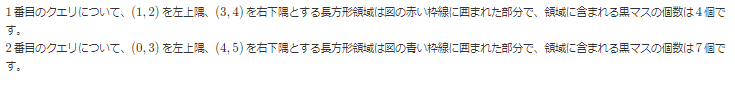 1 番目のクエリについて、(1, 2) を左上隅、(3, 4) を右下隅とする長方形領域は図の赤い枠線に囲まれた部分で、領域に含まれる黒マスの個数は 4 個で
す。
2 番目のクエリについて、(0, 3) を左上隅、(4, 5) を右下隅とする長方形領域は図の青い枠線に囲まれた部分で、領域に含まれる黒マスの個数は 7 個で
す。